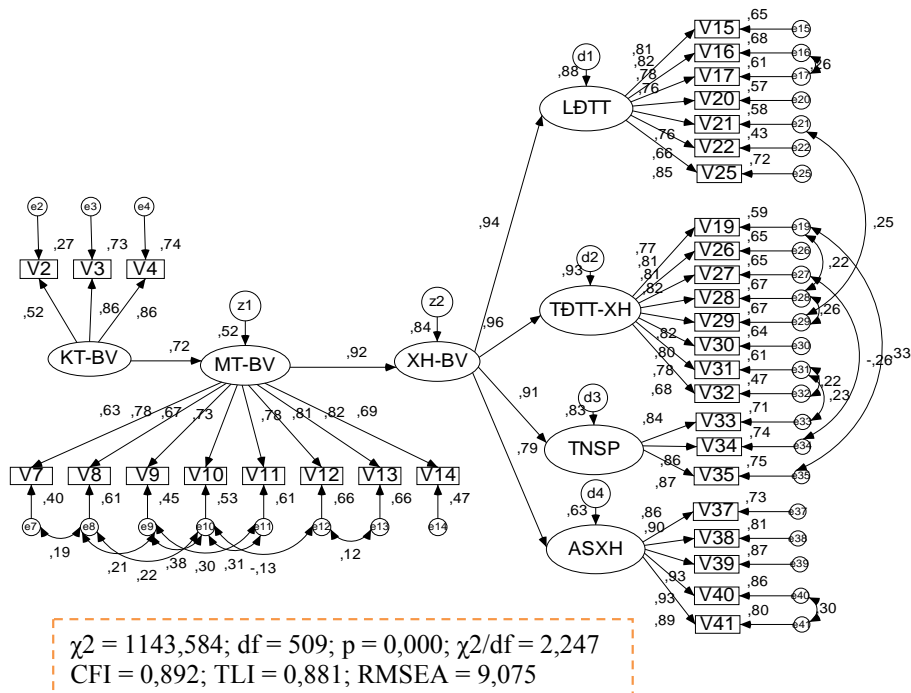 ,65
,68
,61
,57
,58
,43
,72
V15
V16
V17
V20
V21
V22
V25
e15
e16
e17
e20
e21
e22
e25
,26
,81
,82
,78
,76
,76
,66
,85
d1
,88
LĐTT
,94
,25
e2
e3
e4
,27
,73
,74
V2
V3
V4
,52
,86
,86
KT-BV
,72
z1
,52
MT-BV
,92
z2
,84
XH-BV
,96
,91
,79
d2
,93
TĐTT-XH
,77
,81
,81
,82
,82
,80
,78
,68
V19
V26
V27
V28
V29
V30
V31
V32
,59
,65
,65
,67
,67
,64
,61
,47
e19
e26
e27
e28
e29
e30
e31
e32
,22
,26
,22
,23
-,26
,33
d3
,83
TNSP
,84
,86
,87
V33
V34
V35
,71
,74
,75
e33
e34
e35
d4
,63
ASXH
,86
,90
,93
,93
,89
V37
V38
V39
V40
V41
,73
,81
,87
,86
,80
e37
e38
e39
e40
e41
,30
,63
,78
,67
,73
,78
,81
,82
,69
V7
V8
V9
V10
V11
V12
V13
V14
,40
,61
,45
,53
,61
,66
,66
,47
e7
e8
e9
e10
e11
e12
e13
e14
,19
,21
,22
,38
,30
,31
-,13
,12
χ2 = 1143,584; df = 509; p = 0,000; χ2/df = 2,247
CFI = 0,892; TLI = 0,881; RMSEA = 9,075